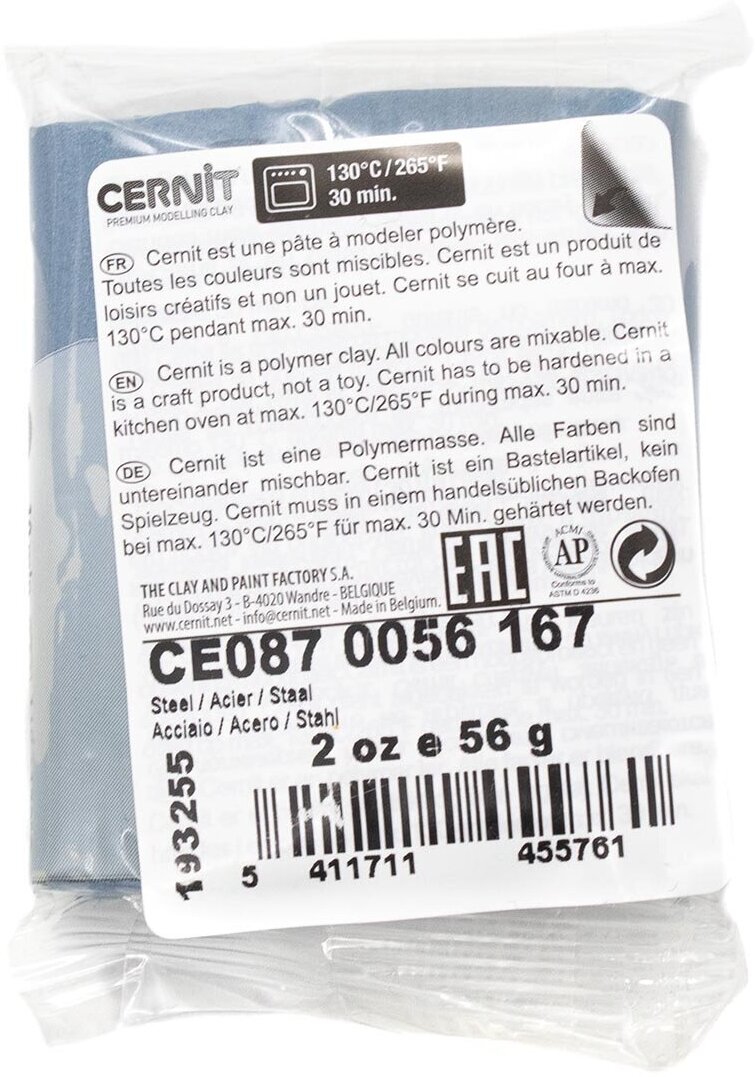 CERNIT
PREMIUM MODELLING CLAY
130°C/265°F
30 min.
FR Cernit est une pâte à modeler polymère.
Toutes les couleurs sont miscibles. Cernit est un produit de
loisirs créatifs et non un jouet. Cernit se cuit au four à max.
130°C pendant max. 30 min.
EN Cernit is a polymer clay. All colours are mixable. Cernit
is a craft product, not a toy. Cernit has to be hardened in a
kitchen oven at max. 130°C/265°F during max. 30 min.
DE Cernit ist eine Polymermasse. Alle Farben sind
untereinander mischbar. Cernit ist ein Bastelartikel, kein
Spielzeug. Cernit muss in einem handelsüblichen Backofen
bei max. 130°C/265°F für max. 30 Min. gehärtet werden.
THE CLAY AND PAINT FACTORY S.A.
Rue du Dossay 3 - B-4020 Wandre - BELGIQUE
www.cernit.net - info@cernit.net - Made in Belgium.
EAC
ACMI
AP
Conforms to
ASTM D 4236
CE087 0056 167
Steel / Acier / Staal
Acciaio / Acero / Stahl
2 oz e 56 g
193255
5 411711 455761